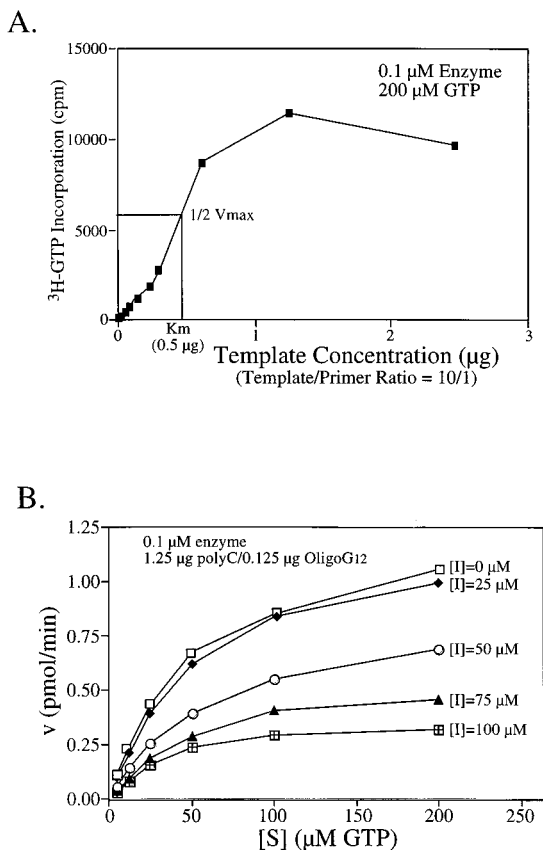 A.
15000
10000
5000
0
³H-GTP Incorporation (cpm)
0.1 µM Enzyme
200 µM GTP
1/2 Vmax
0
1
2
3
Km
(0.5 µg)
Template Concentration (µg)
(Template/Primer Ratio = 10/1)
B.
1.25
1.00
0.75
0.50
0.25
0.00
v (pmol/min)
0.1 µM enzyme
1.25 µg polyC/0.125 µg OligoG12
[I]=0 µM
[I]=25 µM
[I]=50 µM
[I]=75 µM
[I]=100 µM
0
50
100
150
200
250
[S] (µM GTP)